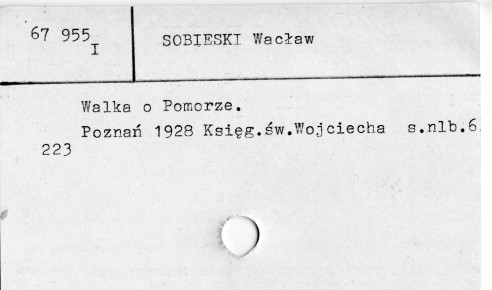 67 955
I
SOBIESKI Wacław
Walka o Pomorze.
Poznań 1928 Księg.św.Wojciecha s.nlb.6.
223